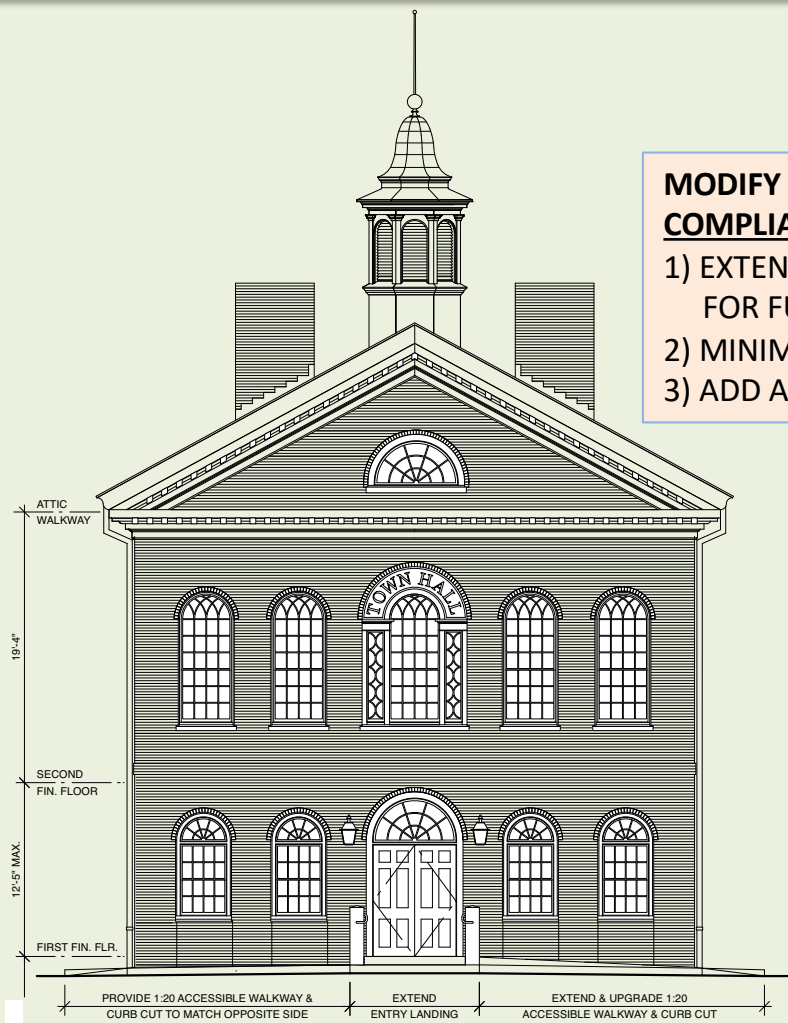 MODIFY
COMPLIA
1) EXTEN
FOR FU
2) MINIM
3) ADD A
ATTIC
WALKWAY
TOWN HALL
19'-4"
SECOND
FIN. FLOOR
12'-5" MAX.
FIRST FIN. FLR.
PROVIDE 1:20 ACCESSIBLE WALKWAY &
CURB CUT TO MATCH OPPOSITE SIDE
EXTEND
ENTRY LANDING
EXTEND & UPGRADE 1:20
ACCESSIBLE WALKWAY & CURB CUT